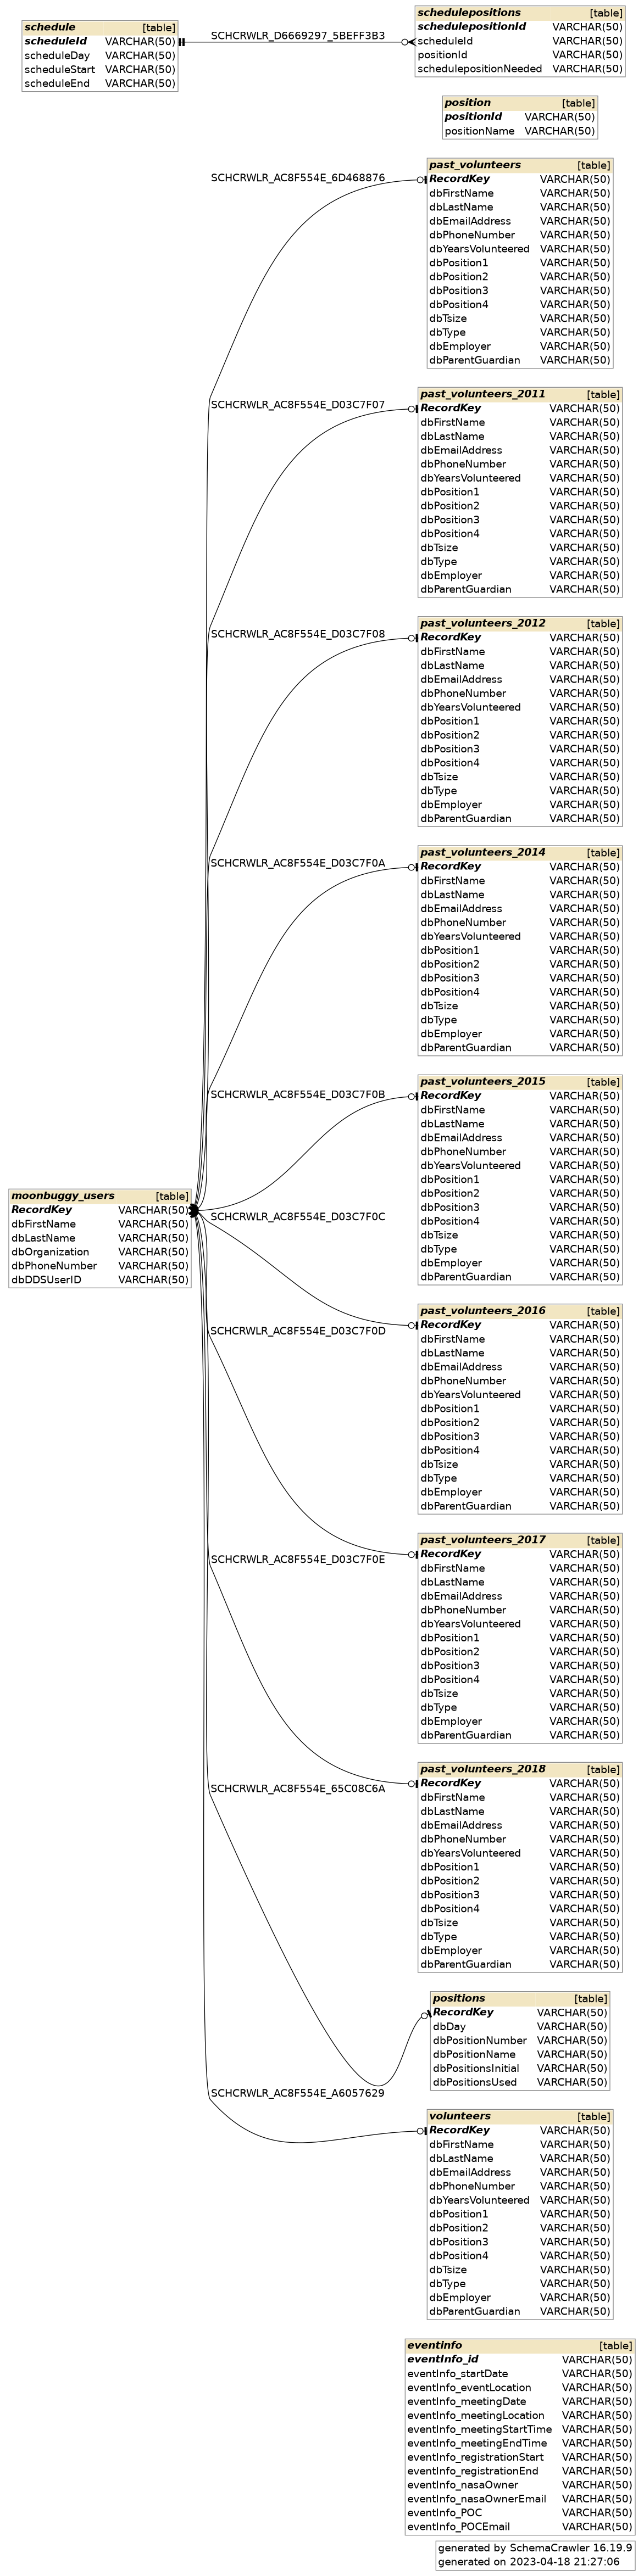 schedule [table]
scheduleId VARCHAR(50)
scheduleDay VARCHAR(50)
scheduleStart VARCHAR(50)
scheduleEnd VARCHAR(50)
SCHCRWLR_D6669297_5BEFF3B3
schedulepositions [table]
schedulepositionId VARCHAR(50)
scheduleId VARCHAR(50)
positionId VARCHAR(50)
schedulepositionNeeded VARCHAR(50)
position [table]
positionId VARCHAR(50)
positionName VARCHAR(50)
SCHCRWLR_AC8F554E_6D468876
past_volunteers [table]
RecordKey VARCHAR(50)
dbFirstName VARCHAR(50)
dbLastName VARCHAR(50)
dbEmailAddress VARCHAR(50)
dbPhoneNumber VARCHAR(50)
dbYearsVolunteered VARCHAR(50)
dbPosition1 VARCHAR(50)
dbPosition2 VARCHAR(50)
dbPosition3 VARCHAR(50)
dbPosition4 VARCHAR(50)
dbTsize VARCHAR(50)
dbType VARCHAR(50)
dbEmployer VARCHAR(50)
dbParentGuardian VARCHAR(50)
SCHCRWLR_AC8F554E_D03C7F07
past_volunteers_2011 [table]
RecordKey VARCHAR(50)
dbFirstName VARCHAR(50)
dbLastName VARCHAR(50)
dbEmailAddress VARCHAR(50)
dbPhoneNumber VARCHAR(50)
dbYearsVolunteered VARCHAR(50)
dbPosition1 VARCHAR(50)
dbPosition2 VARCHAR(50)
dbPosition3 VARCHAR(50)
dbPosition4 VARCHAR(50)
dbTsize VARCHAR(50)
dbType VARCHAR(50)
dbEmployer VARCHAR(50)
dbParentGuardian VARCHAR(50)
SCHCRWLR_AC8F554E_D03C7F08
past_volunteers_2012 [table]
RecordKey VARCHAR(50)
dbFirstName VARCHAR(50)
dbLastName VARCHAR(50)
dbEmailAddress VARCHAR(50)
dbPhoneNumber VARCHAR(50)
dbYearsVolunteered VARCHAR(50)
dbPosition1 VARCHAR(50)
dbPosition2 VARCHAR(50)
dbPosition3 VARCHAR(50)
dbPosition4 VARCHAR(50)
dbTsize VARCHAR(50)
dbType VARCHAR(50)
dbEmployer VARCHAR(50)
dbParentGuardian VARCHAR(50)
SCHCRWLR_AC8F554E_D03C7F0A
past_volunteers_2014 [table]
RecordKey VARCHAR(50)
dbFirstName VARCHAR(50)
dbLastName VARCHAR(50)
dbEmailAddress VARCHAR(50)
dbPhoneNumber VARCHAR(50)
dbYearsVolunteered VARCHAR(50)
dbPosition1 VARCHAR(50)
dbPosition2 VARCHAR(50)
dbPosition3 VARCHAR(50)
dbPosition4 VARCHAR(50)
dbTsize VARCHAR(50)
dbType VARCHAR(50)
dbEmployer VARCHAR(50)
dbParentGuardian VARCHAR(50)
SCHCRWLR_AC8F554E_D03C7F0B
past_volunteers_2015 [table]
RecordKey VARCHAR(50)
dbFirstName VARCHAR(50)
dbLastName VARCHAR(50)
dbEmailAddress VARCHAR(50)
dbPhoneNumber VARCHAR(50)
dbYearsVolunteered VARCHAR(50)
dbPosition1 VARCHAR(50)
dbPosition2 VARCHAR(50)
dbPosition3 VARCHAR(50)
dbPosition4 VARCHAR(50)
dbTsize VARCHAR(50)
dbType VARCHAR(50)
dbEmployer VARCHAR(50)
dbParentGuardian VARCHAR(50)
moonbuggy_users [table]
RecordKey VARCHAR(50)
dbFirstName VARCHAR(50)
dbLastName VARCHAR(50)
dbOrganization VARCHAR(50)
dbPhoneNumber VARCHAR(50)
dbDDSUserID VARCHAR(50)
SCHCRWLR_AC8F554E_D03C7F0C
past_volunteers_2016 [table]
RecordKey VARCHAR(50)
dbFirstName VARCHAR(50)
dbLastName VARCHAR(50)
dbEmailAddress VARCHAR(50)
dbPhoneNumber VARCHAR(50)
dbYearsVolunteered VARCHAR(50)
dbPosition1 VARCHAR(50)
dbPosition2 VARCHAR(50)
dbPosition3 VARCHAR(50)
dbPosition4 VARCHAR(50)
dbTsize VARCHAR(50)
dbType VARCHAR(50)
dbEmployer VARCHAR(50)
dbParentGuardian VARCHAR(50)
SCHCRWLR_AC8F554E_D03C7F0D
past_volunteers_2017 [table]
RecordKey VARCHAR(50)
dbFirstName VARCHAR(50)
dbLastName VARCHAR(50)
dbEmailAddress VARCHAR(50)
dbPhoneNumber VARCHAR(50)
dbYearsVolunteered VARCHAR(50)
dbPosition1 VARCHAR(50)
dbPosition2 VARCHAR(50)
dbPosition3 VARCHAR(50)
dbPosition4 VARCHAR(50)
dbTsize VARCHAR(50)
dbType VARCHAR(50)
dbEmployer VARCHAR(50)
dbParentGuardian VARCHAR(50)
SCHCRWLR_AC8F554E_D03C7F0E
past_volunteers_2018 [table]
RecordKey VARCHAR(50)
dbFirstName VARCHAR(50)
dbLastName VARCHAR(50)
dbEmailAddress VARCHAR(50)
dbPhoneNumber VARCHAR(50)
dbYearsVolunteered VARCHAR(50)
dbPosition1 VARCHAR(50)
dbPosition2 VARCHAR(50)
dbPosition3 VARCHAR(50)
dbPosition4 VARCHAR(50)
dbTsize VARCHAR(50)
dbType VARCHAR(50)
dbEmployer VARCHAR(50)
dbParentGuardian VARCHAR(50)
SCHCRWLR_AC8F554E_65C08C6A
positions [table]
RecordKey VARCHAR(50)
dbDay VARCHAR(50)
dbPositionNumber VARCHAR(50)
dbPositionName VARCHAR(50)
dbPositionsInitial VARCHAR(50)
dbPositionsUsed VARCHAR(50)
SCHCRWLR_AC8F554E_A6057629
volunteers [table]
RecordKey VARCHAR(50)
dbFirstName VARCHAR(50)
dbLastName VARCHAR(50)
dbEmailAddress VARCHAR(50)
dbPhoneNumber VARCHAR(50)
dbYearsVolunteered VARCHAR(50)
dbPosition1 VARCHAR(50)
dbPosition2 VARCHAR(50)
dbPosition3 VARCHAR(50)
dbPosition4 VARCHAR(50)
dbTsize VARCHAR(50)
dbType VARCHAR(50)
dbEmployer VARCHAR(50)
dbParentGuardian VARCHAR(50)
eventinfo [table]
eventInfo_id VARCHAR(50)
eventInfo_startDate VARCHAR(50)
eventInfo_eventLocation VARCHAR(50)
eventInfo_meetingDate VARCHAR(50)
eventInfo_meetingLocation VARCHAR(50)
eventInfo_meetingStartTime VARCHAR(50)
eventInfo_meetingEndTime VARCHAR(50)
eventInfo_registrationStart VARCHAR(50)
eventInfo_registrationEnd VARCHAR(50)
eventInfo_nasaOwner VARCHAR(50)
eventInfo_nasaOwnerEmail VARCHAR(50)
eventInfo_POC VARCHAR(50)
eventInfo_POCEmail VARCHAR(50)
generated by SchemaCrawler 16.19.9
generated on 2023-04-18 21:27:06